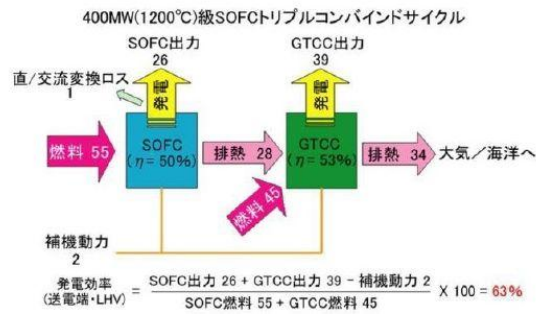 400MW(1200℃)級SOFCトリプルコンバインドサイクル
SOFC出力
26
GTCC出力
39
直/交流変換ロス
1
発電
発電
燃料 55
SOFC
(η=50%)
排熱 28
GTCC
(η=53%)
排熱 34
大気/海洋へ
燃料 45
補機動力
2
発電効率
(送電端・LHV)
= SOFC出力 26 + GTCC出力 39 - 補機動力 2
SOFC燃料 55 + GTCC燃料 45
X 100 = 63%